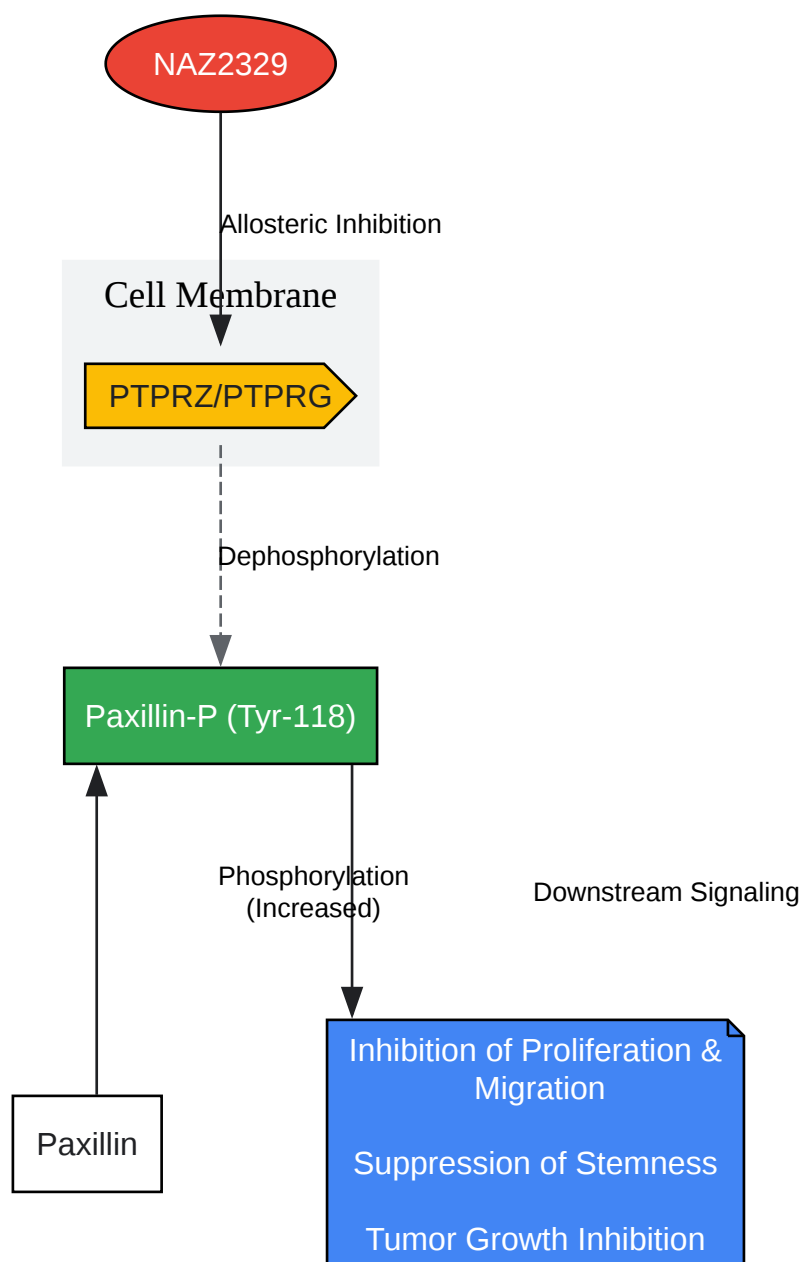 NAZ2329
Allosteric Inhibition
Cell Membrane
PTPRZ/PTPRG
Dephosphorylation
Paxillin-P (Tyr-118)
Phosphorylation
(Increased)
Downstream Signaling
Inhibition of Proliferation &
Migration
Paxillin
Suppression of Stemness
Tumor Growth Inhibition